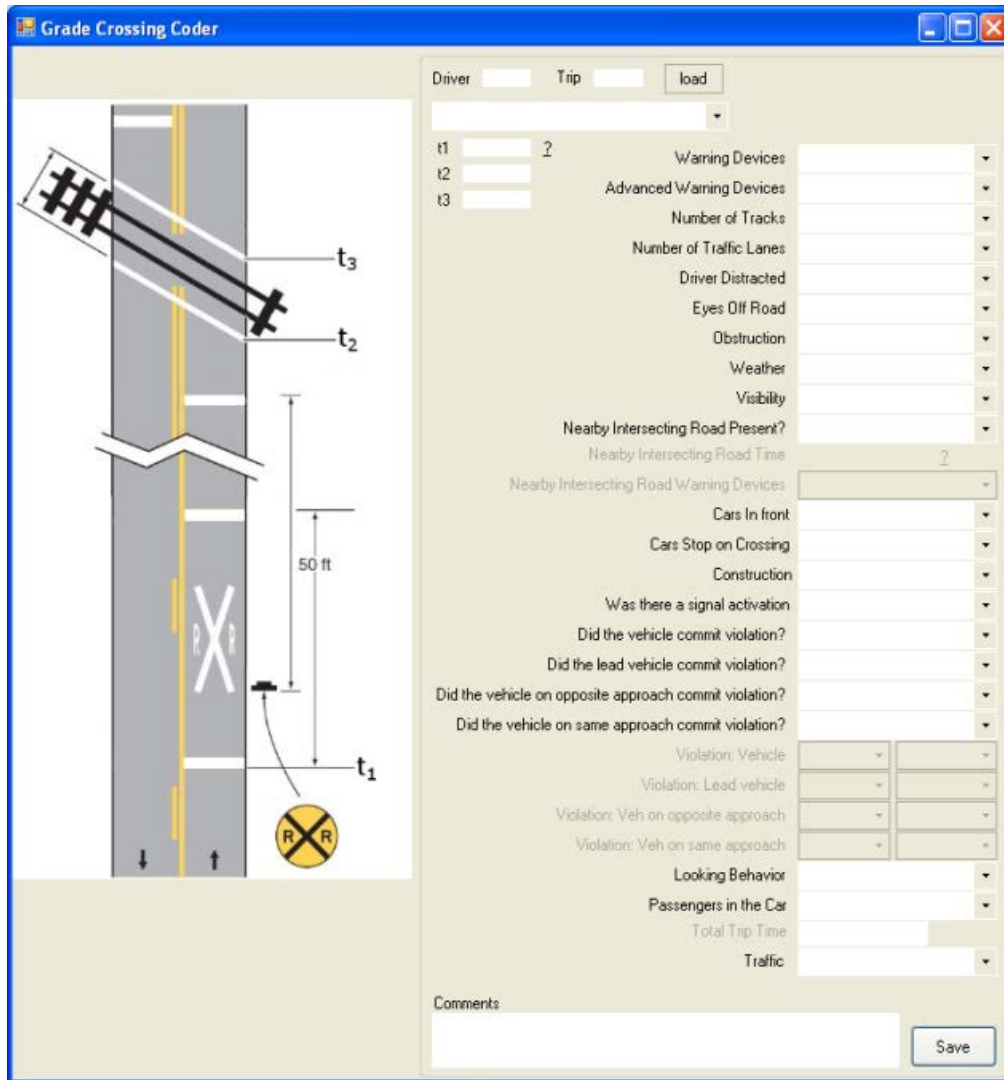 Grade Crossing Coder
Driver Trip load
t1 ?
t2
t3
Warning Devices
Advanced Warning Devices
Number of Tracks
Number of Traffic Lanes
Driver Distracted
Eyes Off Road
Obstruction
Weather
Visibility
Nearby Intersecting Road Present?
Nearby Intersecting Road Time ?
Nearby Intersecting Road Warning Devices
Cars In front
Cars Stop on Crossing
Construction
Was there a signal activation
Did the vehicle commit violation?
Did the lead vehicle commit violation?
Did the vehicle on opposite approach commit violation?
Did the vehicle on same approach commit violation?
Violation: Vehicle
Violation: Lead vehicle
Violation: Veh on opposite approach
Violation: Veh on same approach
Looking Behavior
Passengers in the Car
Total Trip Time
Traffic
Comments
Save
t3
t2
50 ft
R R
t1
R R